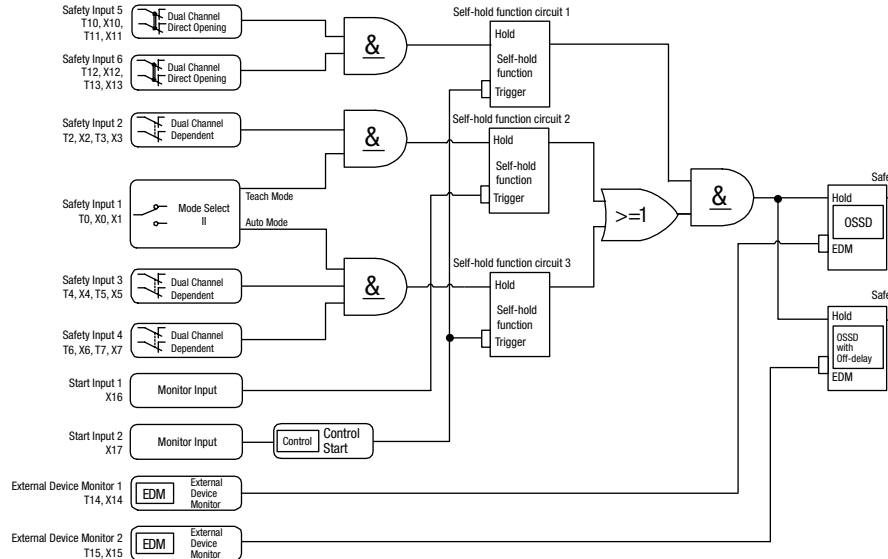 Self-hold function circuit 1
Safety Input 5
T10, X10,
T11, X11
Dual Channel
Direct Opening
&
Hold
Self-hold
function
Trigger
Safety Input 6
T12, X12,
T13, X13
Dual Channel
Direct Opening
Self-hold function circuit 2
Safety Input 2
T2, X2, T3, X3
Dual Channel
Dependent
&
Hold
Self-hold
function
Trigger
Safety Input 1
T0, X0, X1
Mode Select
II
Teach Mode
Auto Mode
>=1
&
Safe
Hold
OSSD
EDM
Self-hold function circuit 3
Safety Input 3
T4, X4, T5, X5
Dual Channel
Dependent
&
Hold
Self-hold
function
Trigger
Safety Input 4
T6, X6, T7, X7
Dual Channel
Dependent
Safe
Hold
OSSD
with
Off-delay
EDM
Start Input 1
X16
Monitor Input
Start Input 2
X17
Monitor Input
Control
Control
Start
External Device Monitor 1
T14, X14
EDM
External
Device
Monitor
External Device Monitor 2
T15, X15
EDM
External
Device
Monitor